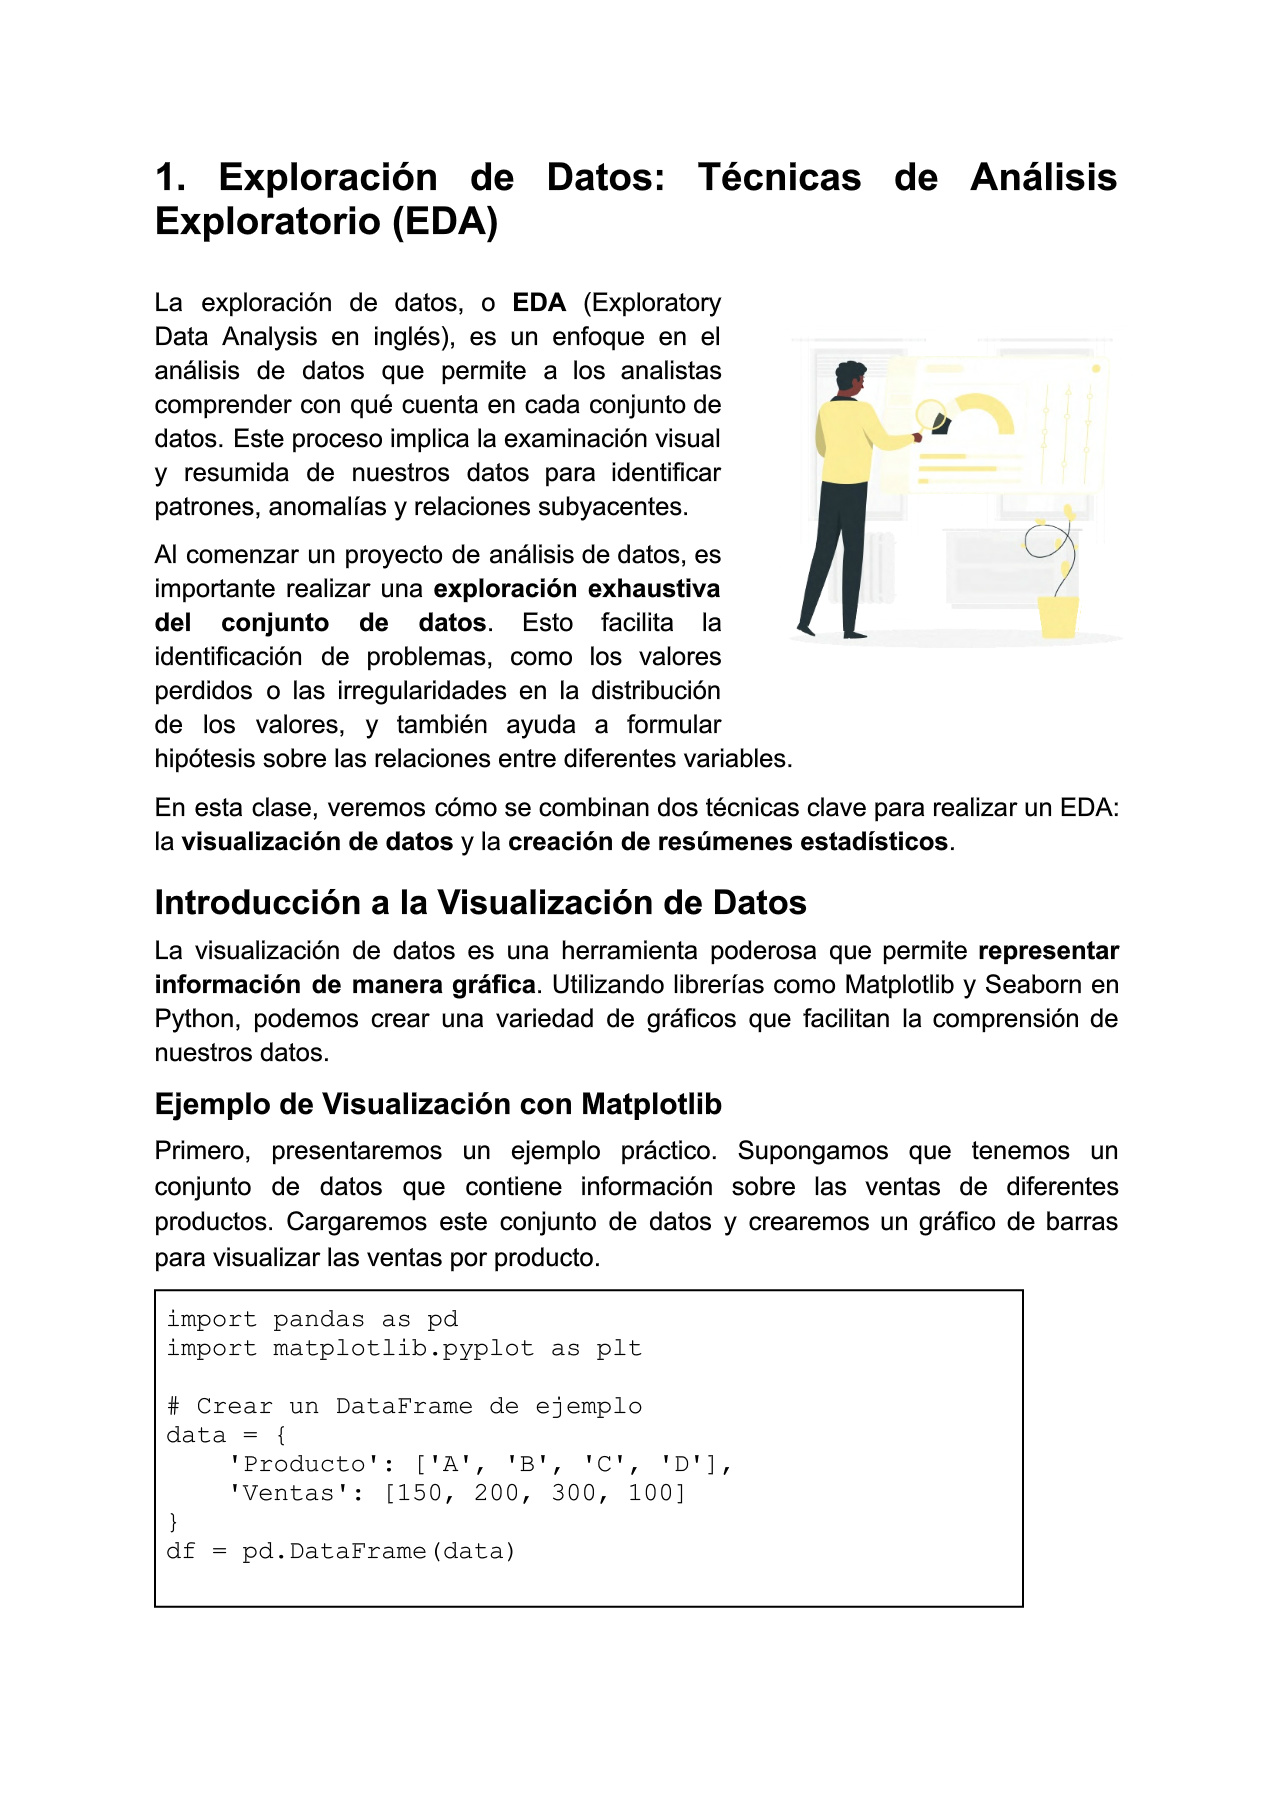 1. Exploración de Datos: Técnicas de Análisis
Exploratorio (EDA)
La exploración de datos, o EDA (Exploratory
Data Analysis en inglés), es un enfoque en el
análisis de datos que permite a los analistas
comprender con qué cuenta en cada conjunto de
datos. Este proceso implica la examinación visual
y resumida de nuestros datos para identificar
patrones, anomalías y relaciones subyacentes.
Al comenzar un proyecto de análisis de datos, es
importante realizar una exploración exhaustiva
del conjunto de datos. Esto facilita la
identificación de problemas, como los valores
perdidos o las irregularidades en la distribución
de los valores, y también ayuda a formular
hipótesis sobre las relaciones entre diferentes variables.
En esta clase, veremos cómo se combinan dos técnicas clave para realizar un EDA:
la visualización de datos y la creación de resúmenes estadísticos.
Introducción a la Visualización de Datos
La visualización de datos es una herramienta poderosa que permite representar
información de manera gráfica. Utilizando librerías como Matplotlib y Seaborn en
Python, podemos crear una variedad de gráficos que facilitan la comprensión de
nuestros datos.
Ejemplo de Visualización con Matplotlib
Primero, presentaremos un ejemplo práctico. Supongamos que tenemos un
conjunto de datos que contiene información sobre las ventas de diferentes
productos. Cargaremos este conjunto de datos y crearemos un gráfico de barras
para visualizar las ventas por producto.
import pandas as pd
import matplotlib.pyplot as plt
# Crear un DataFrame de ejemplo
data = {
    'Producto': ['A', 'B', 'C', 'D'],
    'Ventas': [150, 200, 300, 100]
}
df = pd.DataFrame(data)